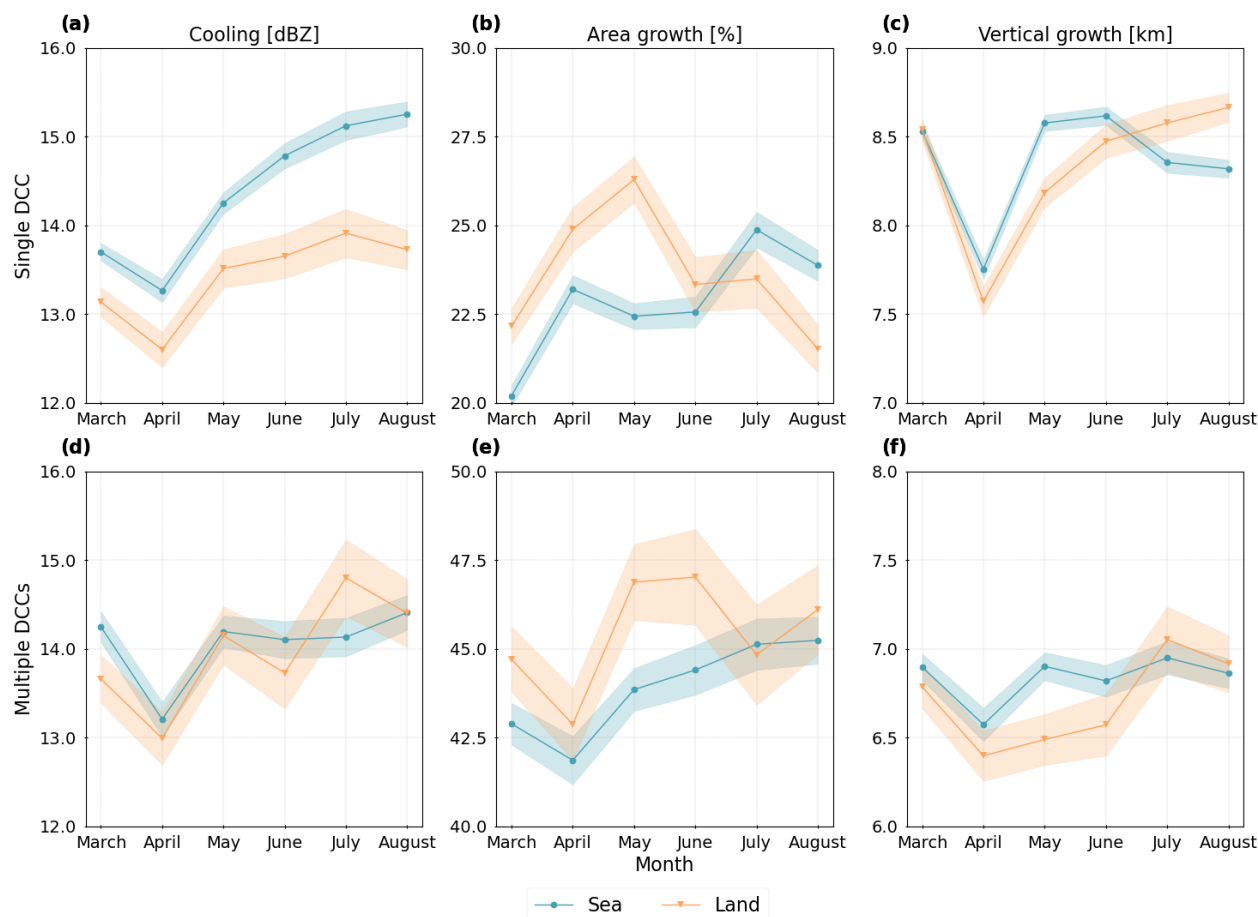 (a) Cooling [dBZ] (b) Area growth [%] (c) Vertical growth [km]
16.0 30.0 9.0
15.0 27.5 8.5
14.0 25.0 8.0
13.0 22.5 7.5
12.0 20.0 7.0
Single DCC
March April May June July August March April May June July August March April May June July August
(d) (e) (f)
16.0 50.0 8.0
15.0 47.5 7.5
14.0 45.0 7.0
13.0 42.5 6.5
12.0 40.0 6.0
Multiple DCCs
March April May June July August March April May June July August March April May June July August
Month
Sea Land